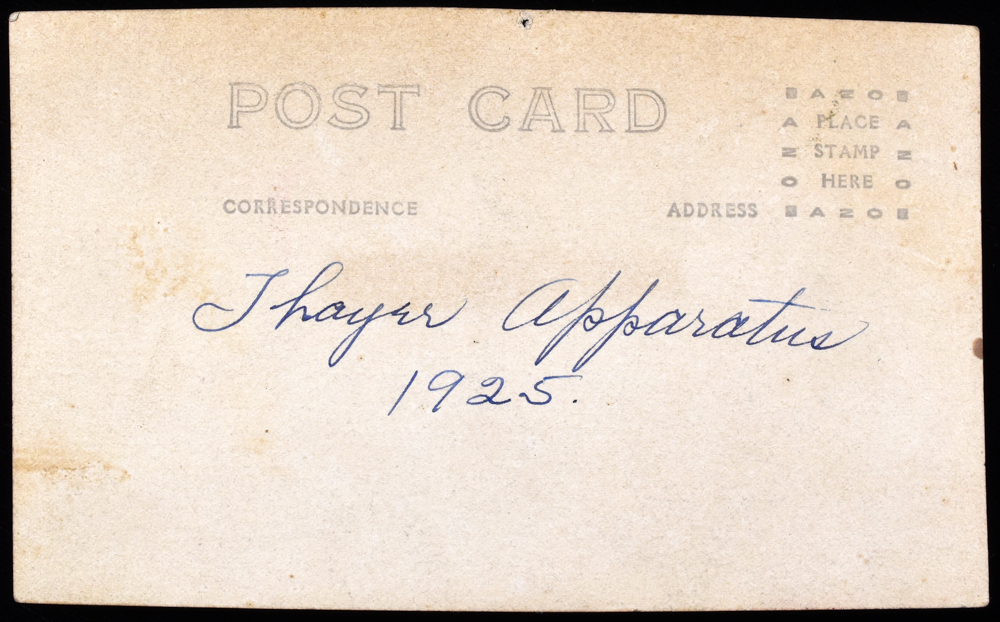 POST CARD
AZO
A PLACE A
Z STAMP Z
O HERE O
CORRESPONDENCE
ADDRESS
AZO
Thayer Apparatus
1925.